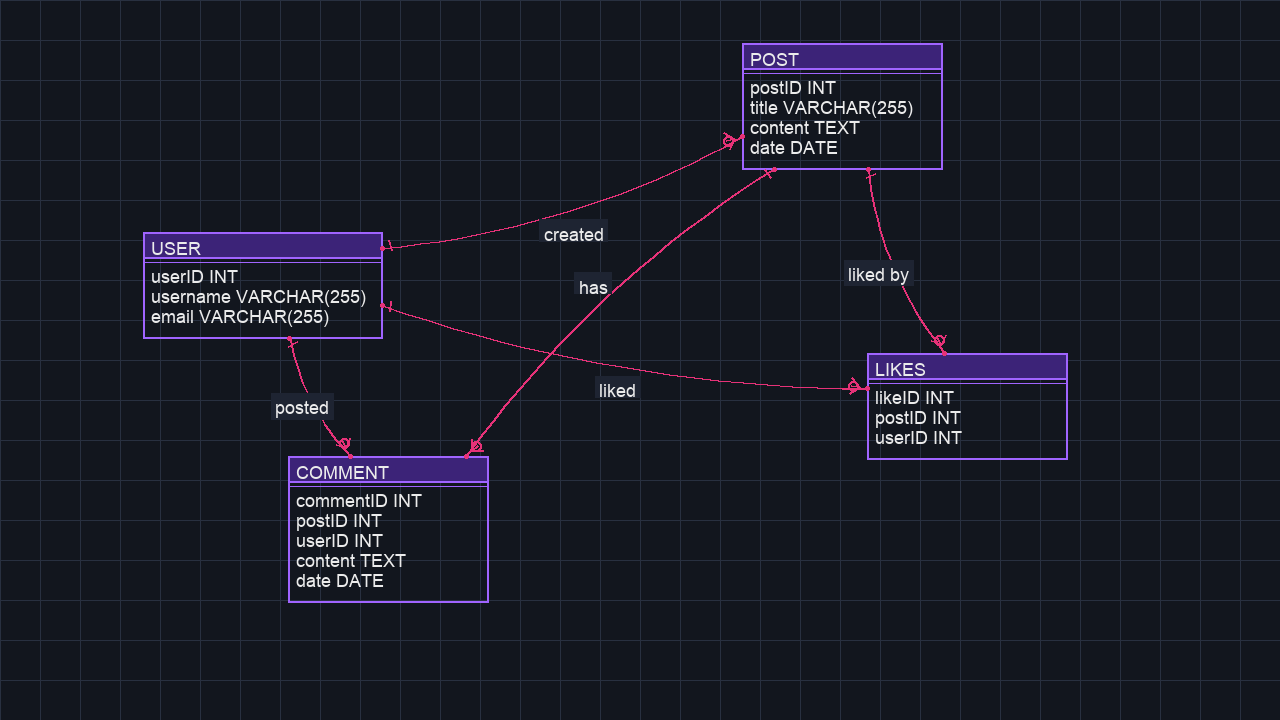 POST
postID INT
title VARCHAR(255)
content TEXT
date DATE
created
USER
userID INT
username VARCHAR(255)
email VARCHAR(255)
has
liked by
liked
LIKES
likeID INT
postID INT
userID INT
posted
COMMENT
commentID INT
postID INT
userID INT
content TEXT
date DATE